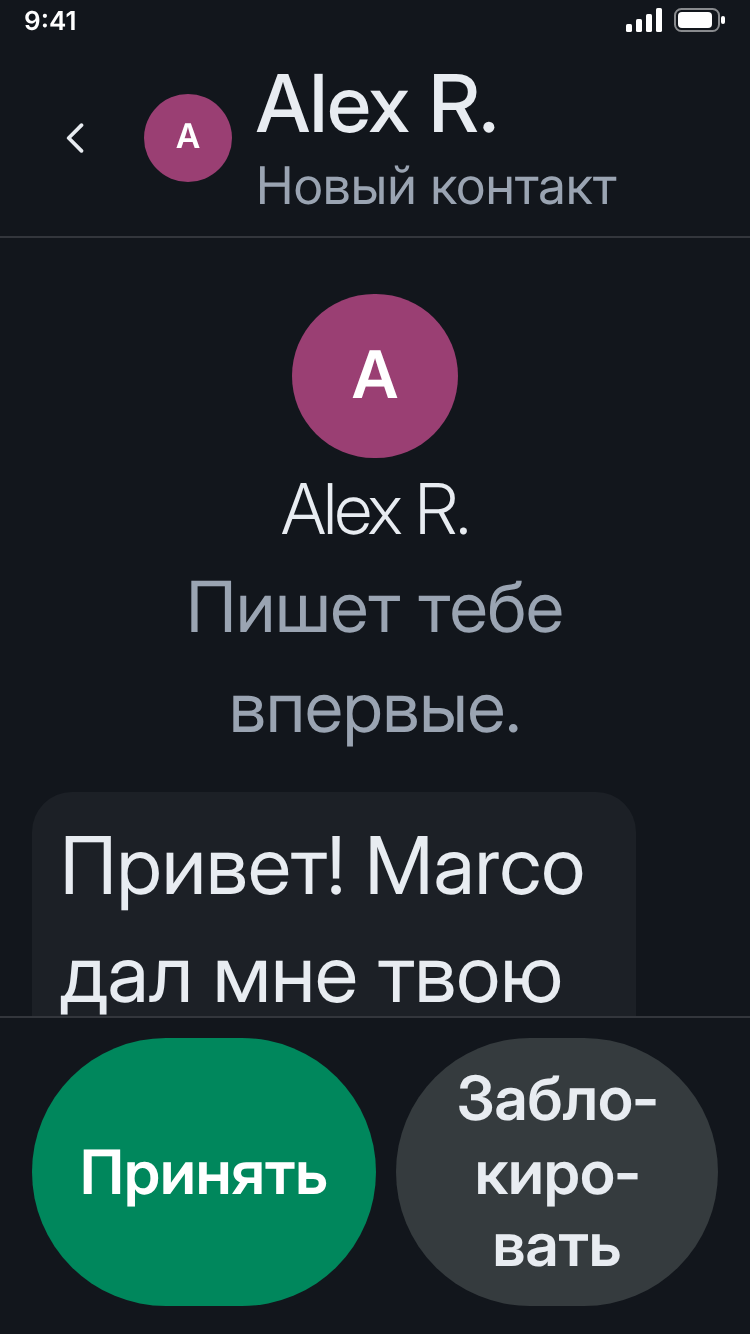 9:41
A
Alex R.
Новый контакт
A
Alex R.
Пишет тебе
впервые.
Привет! Marco
дал мне твою
Принять
Забло-
киро-
вать